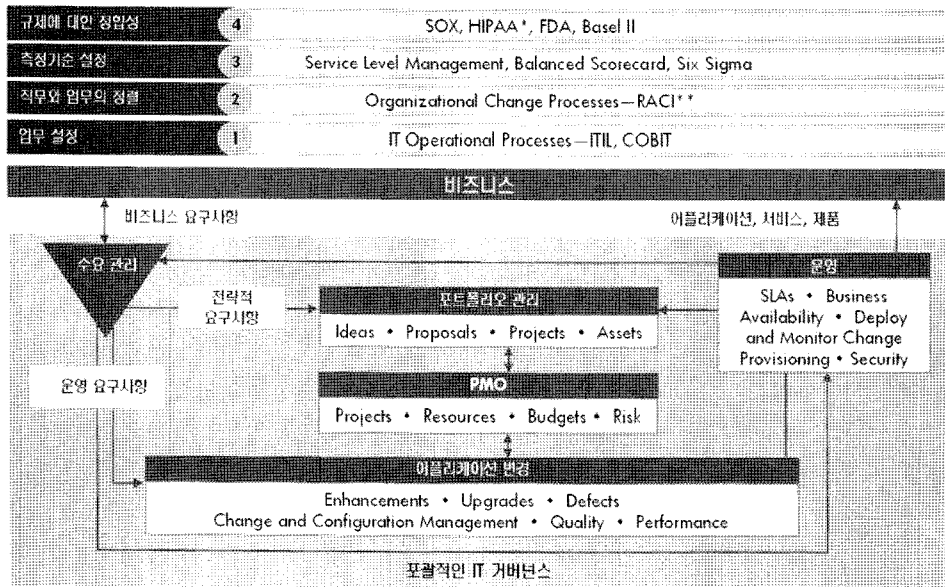 규제에 대한 정합성 4 SOX, HIPAA*, FDA, Basel II
측정기준 설정 3 Service Level Management, Balanced Scorecard, Six Sigma
직무와 업무의 정렬 2 Organizational Change Processes—RACI**
업무 설정 1 IT Operational Processes—ITIL, COBIT
비즈니스
비즈니스 요구사항
어플리케이션, 서비스, 제품
수요 관리
운영
SLAs • Business
Availability • Deploy
and Monitor Change
Provisioning • Security
전략적
요구사항
포트폴리오 관리
Ideas • Proposals • Projects • Assets
운영 요구사항
PMO
Projects • Resources • Budgets • Risk
어플리케이션 변경
Enhancements • Upgrades • Defects
Change and Configuration Management • Quality • Performance
포괄적인 IT 거버넌스